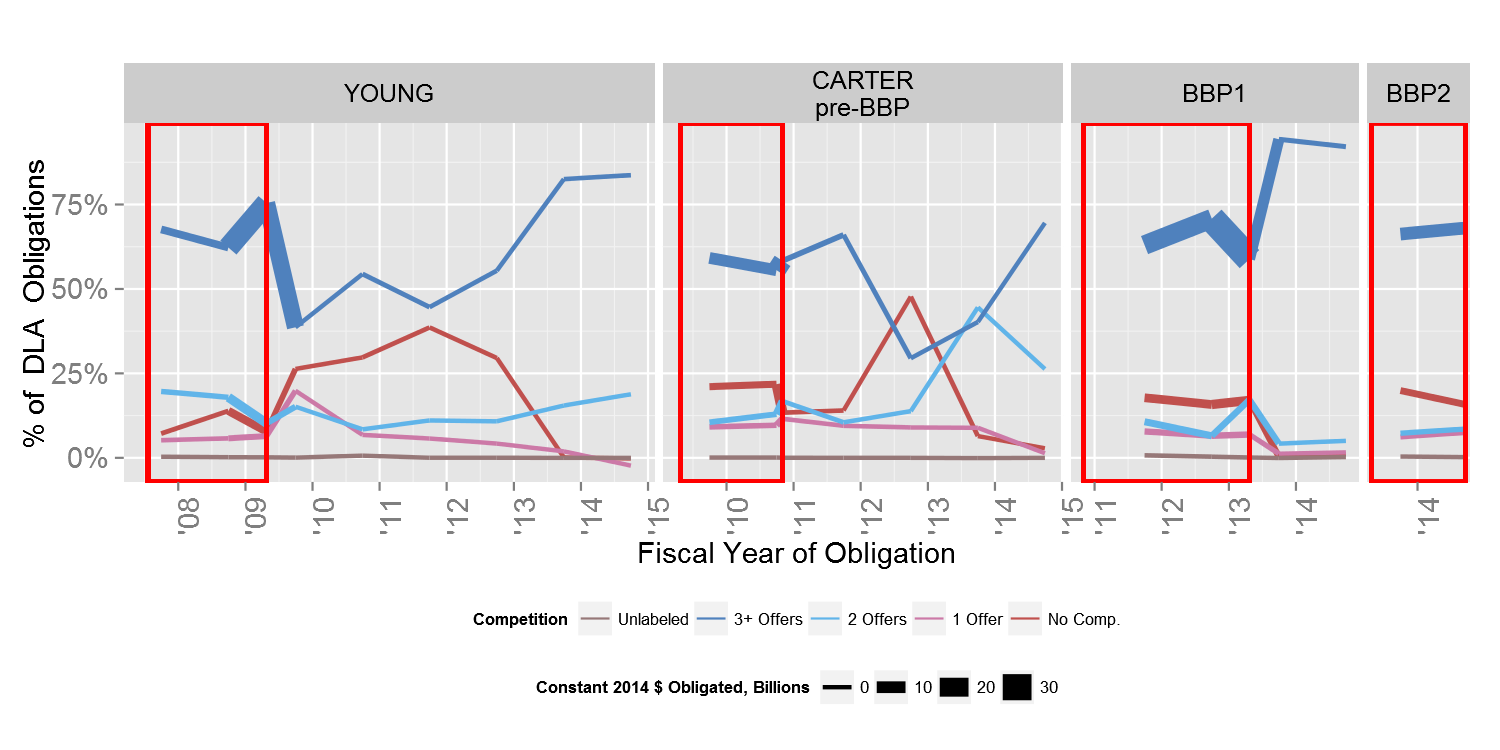 YOUNG
CARTER
pre-BBP
BBP1
BBP2
% of DLA Obligations
75%
50%
25%
0%
'08 '09 '10 '11 '12 '13 '14 '15
'10 '11 '12 '13 '14 '15
'11 '12 '13 '14
'14
Fiscal Year of Obligation
Competition Unlabeled 3+ Offers 2 Offers 1 Offer No Comp.
Constant 2014 $ Obligated, Billions 0 10 20 30